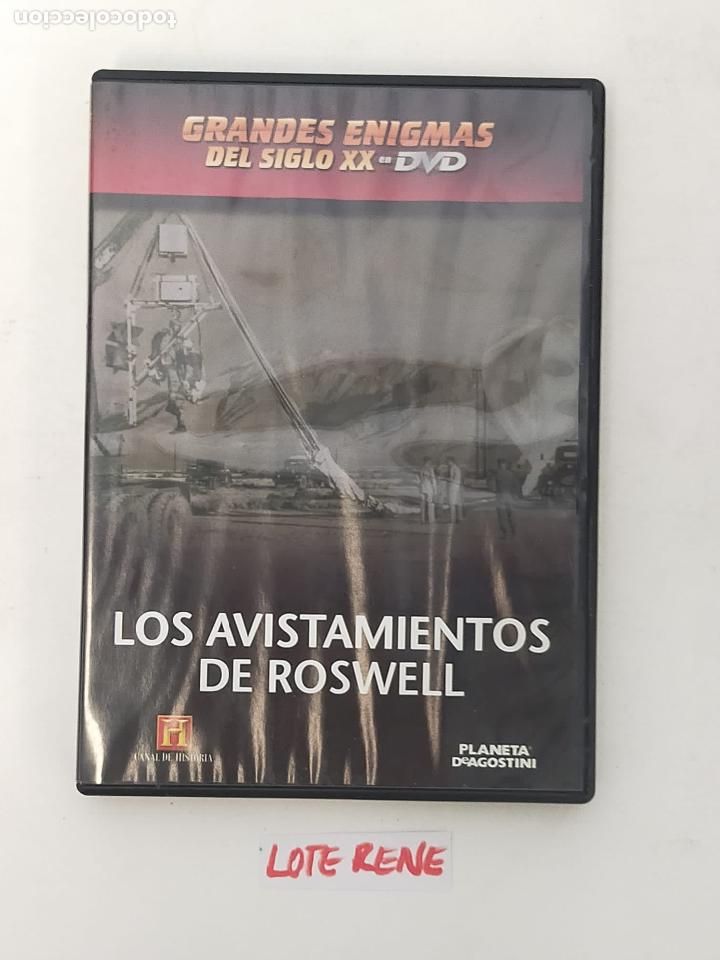 todocoleccion
GRANDES ENIGMAS
DEL SIGLO XX en DVD
LOS AVISTAMIENTOS
DE ROSWELL
H
CANAL DE HISTORIA
PLANETA
DeAGOSTINI
LOTE RENE